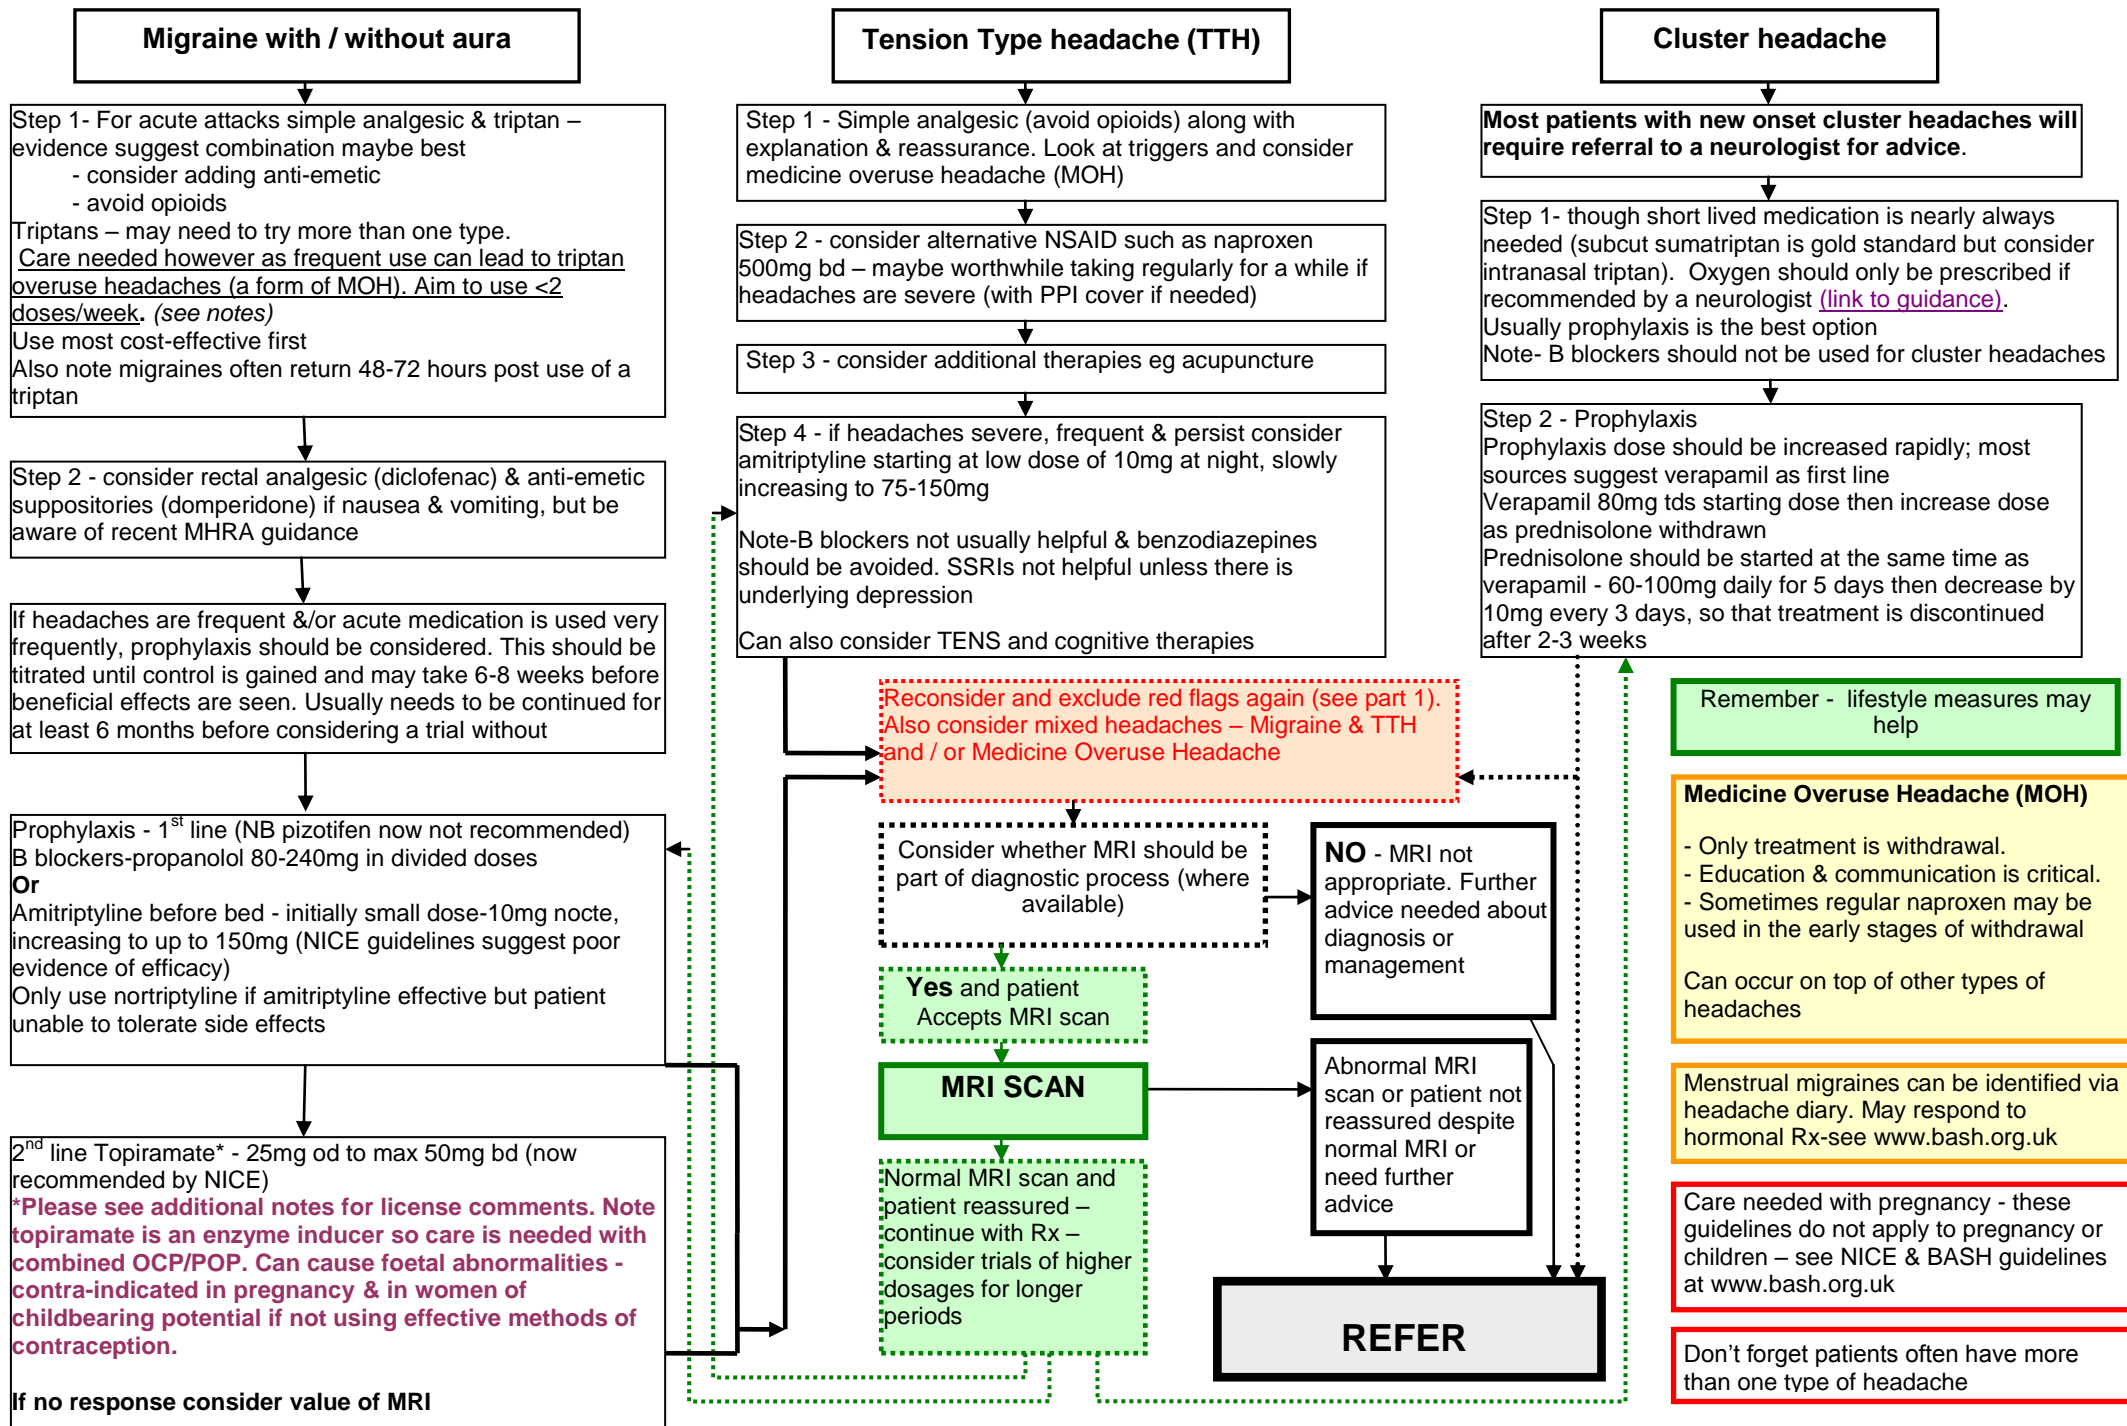 Migraine with / without aura
Step 1- For acute attacks simple analgesic & triptan –
evidence suggest combination maybe best
- consider adding anti-emetic
- avoid opioids
Triptans – may need to try more than one type.
Care needed however as frequent use can lead to triptan
overuse headaches (a form of MOH). Aim to use <2
doses/week. (see notes)
Use most cost-effective first
Also note migraines often return 48-72 hours post use of a
triptan
Step 2 - consider rectal analgesic (diclofenac) & anti-emetic
suppositories (domperidone) if nausea & vomiting, but be
aware of recent MHRA guidance
If headaches are frequent &/or acute medication is used very
frequently, prophylaxis should be considered. This should be
titrated until control is gained and may take 6-8 weeks before
beneficial effects are seen. Usually needs to be continued for
at least 6 months before considering a trial without
Prophylaxis - 1st line (NB pizotifen now not recommended)
B blockers-propanolol 80-240mg in divided doses
Or
Amitriptyline before bed - initially small dose-10mg nocte,
increasing to up to 150mg (NICE guidelines suggest poor
evidence of efficacy)
Only use nortriptyline if amitriptyline effective but patient
unable to tolerate side effects
2nd line Topiramate* - 25mg od to max 50mg bd (now
recommended by NICE)
*Please see additional notes for license comments. Note
topiramate is an enzyme inducer so care is needed with
combined OCP/POP. Can cause foetal abnormalities -
contra-indicated in pregnancy & in women of
childbearing potential if not using effective methods of
contraception.
If no response consider value of MRI
Tension Type headache (TTH)
Step 1 - Simple analgesic (avoid opioids) along with
explanation & reassurance. Look at triggers and consider
medicine overuse headache (MOH)
Step 2 - consider alternative NSAID such as naproxen
500mg bd – maybe worthwhile taking regularly for a while if
headaches are severe (with PPI cover if needed)
Step 3 - consider additional therapies eg acupuncture
Step 4 - if headaches severe, frequent & persist consider
amitriptyline starting at low dose of 10mg at night, slowly
increasing to 75-150mg
Note-B blockers not usually helpful & benzodiazepines
should be avoided. SSRIs not helpful unless there is
underlying depression
Can also consider TENS and cognitive therapies
Reconsider and exclude red flags again (see part 1).
Also consider mixed headaches – Migraine & TTH
and / or Medicine Overuse Headache
Consider whether MRI should be
part of diagnostic process (where
available)
NO - MRI not
appropriate. Further
advice needed about
diagnosis or
management
Yes and patient
Accepts MRI scan
MRI SCAN
Abnormal MRI
scan or patient not
reassured despite
normal MRI or
need further
advice
Normal MRI scan and
patient reassured –
continue with Rx –
consider trials of higher
dosages for longer
periods
REFER
Cluster headache
Most patients with new onset cluster headaches will
require referral to a neurologist for advice.
Step 1- though short lived medication is nearly always
needed (subcut sumatriptan is gold standard but consider
intranasal triptan). Oxygen should only be prescribed if
recommended by a neurologist (link to guidance).
Usually prophylaxis is the best option
Note- B blockers should not be used for cluster headaches
Step 2 - Prophylaxis
Prophylaxis dose should be increased rapidly; most
sources suggest verapamil as first line
Verapamil 80mg tds starting dose then increase dose
as prednisolone withdrawn
Prednisolone should be started at the same time as
verapamil - 60-100mg daily for 5 days then decrease by
10mg every 3 days, so that treatment is discontinued
after 2-3 weeks
Remember - lifestyle measures may
help
Medicine Overuse Headache (MOH)
- Only treatment is withdrawal.
- Education & communication is critical.
- Sometimes regular naproxen may be
used in the early stages of withdrawal
Can occur on top of other types of
headaches
Menstrual migraines can be identified via
headache diary. May respond to
hormonal Rx-see www.bash.org.uk
Care needed with pregnancy - these
guidelines do not apply to pregnancy or
children – see NICE & BASH guidelines
at www.bash.org.uk
Don't forget patients often have more
than one type of headache